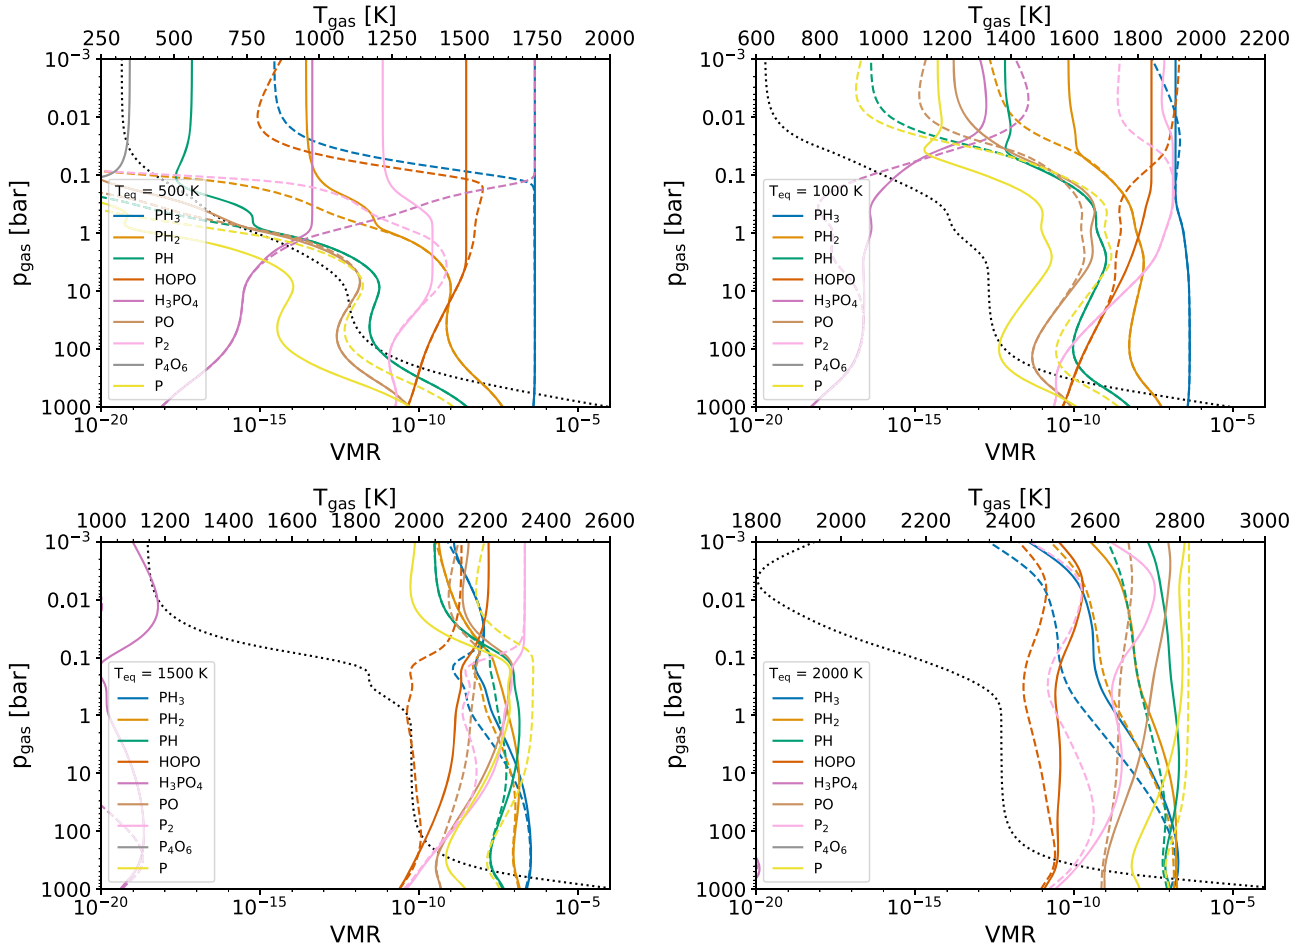 T_gas [K]
250 500 750 1000 1250 1500 1750 2000
10⁻³
0.01
0.1
1
10
100
1000
p_gas [bar]
T_eq = 500 K
PH₃
PH₂
PH
HOPO
H₃PO₄
PO
P₂
P₄O₆
P
10⁻²⁰ 10⁻¹⁵ 10⁻¹⁰ 10⁻⁵
VMR
T_gas [K]
600 800 1000 1200 1400 1600 1800 2000 2200
10⁻³
0.01
0.1
1
10
100
1000
p_gas [bar]
T_eq = 1000 K
PH₃
PH₂
PH
HOPO
H₃PO₄
PO
P₂
P₄O₆
P
10⁻²⁰ 10⁻¹⁵ 10⁻¹⁰ 10⁻⁵
VMR
T_gas [K]
1000 1200 1400 1600 1800 2000 2200 2400 2600
10⁻³
0.01
0.1
1
10
100
1000
p_gas [bar]
T_eq = 1500 K
PH₃
PH₂
PH
HOPO
H₃PO₄
PO
P₂
P₄O₆
P
10⁻²⁰ 10⁻¹⁵ 10⁻¹⁰ 10⁻⁵
VMR
T_gas [K]
1800 2000 2200 2400 2600 2800 3000
10⁻³
0.01
0.1
1
10
100
1000
p_gas [bar]
T_eq = 2000 K
PH₃
PH₂
PH
HOPO
H₃PO₄
PO
P₂
P₄O₆
P
10⁻²⁰ 10⁻¹⁵ 10⁻¹⁰ 10⁻⁵
VMR